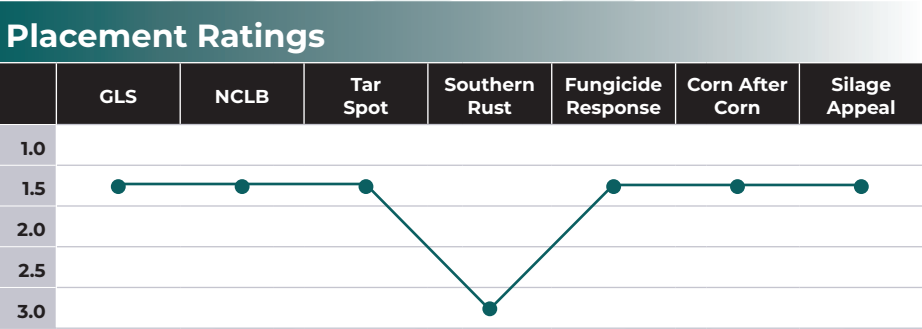 Placement Ratings
GLS
NCLB
Tar
Spot
Southern
Rust
Fungicide
Response
Corn After
Corn
Silage
Appeal
1.0
1.5
2.0
2.5
3.0